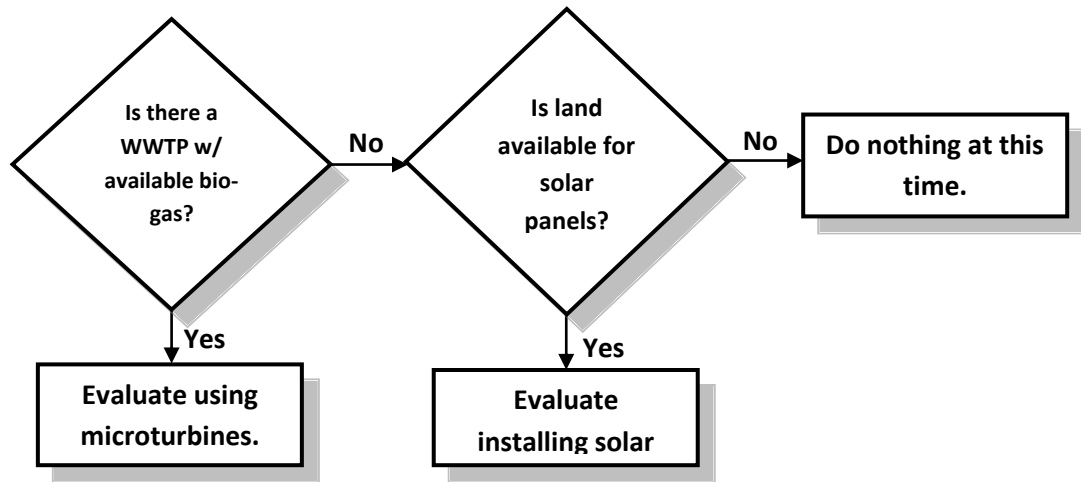 Is there a
WWTP w/
available bio-
gas?
No
Is land
available for
solar
panels?
No
Do nothing at this
time.
Yes
Evaluate using
microturbines.
Yes
Evaluate
installing solar